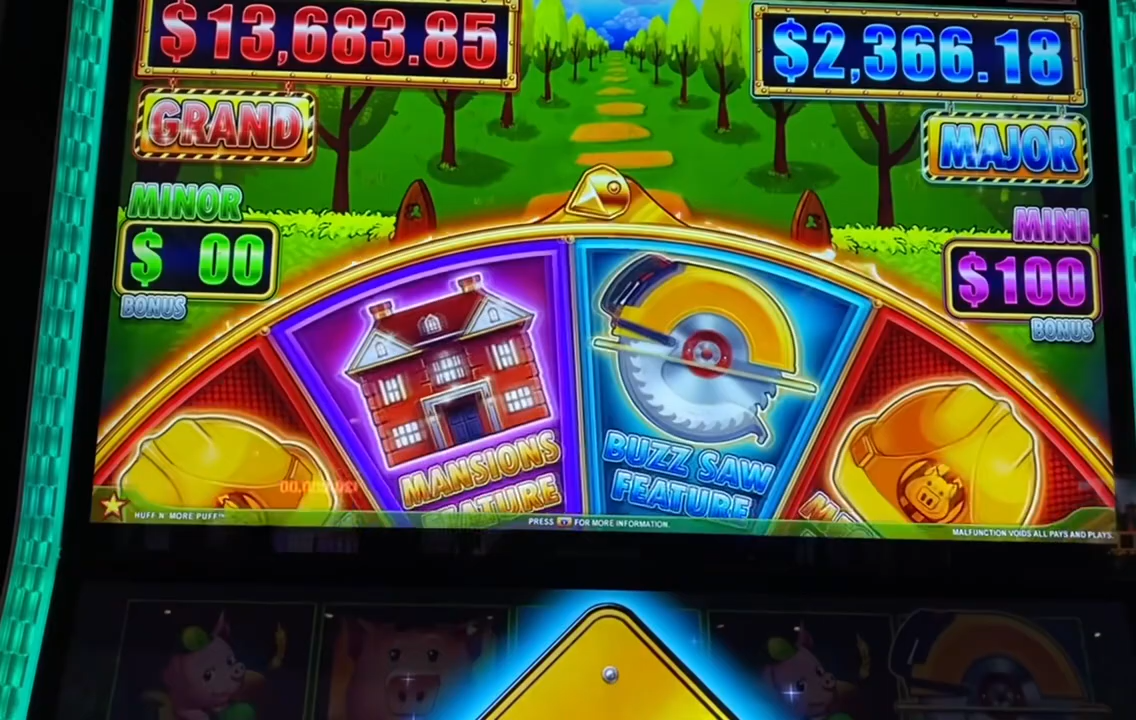 $13,683.85
$2,366.18
GRAND
MAJOR
MINOR
$ 00
BONUS
MINI
$100
BONUS
MANSIONS
FEATURE
BUZZ SAW
FEATURE
HUFF N' MORE PUFF™
PRESS FOR MORE INFORMATION.
MALFUNCTION VOIDS ALL PAYS AND PLAYS.